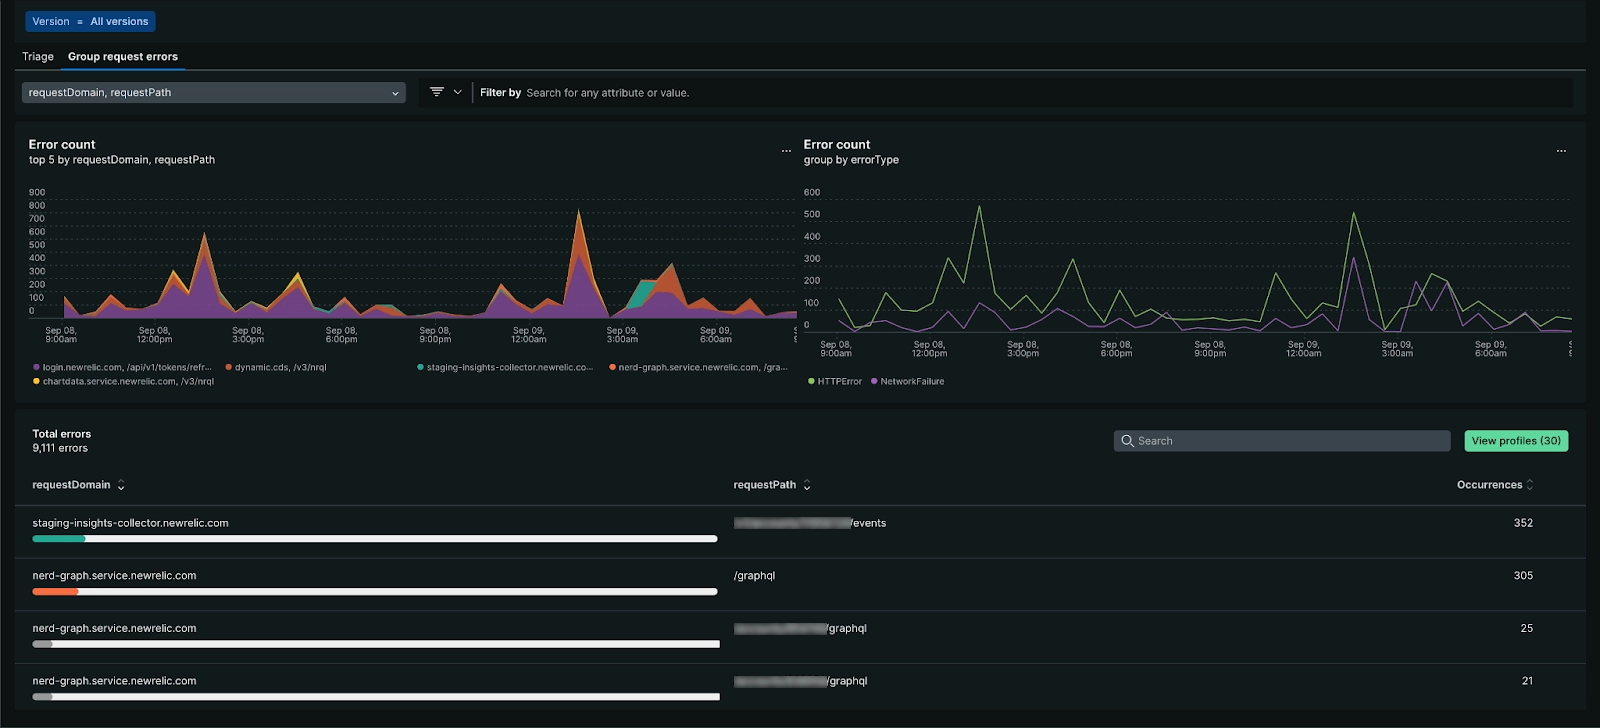 Version = All versions
Triage Group request errors
requestDomain, requestPath
Filter by Search for any attribute or value.
Error count
top 5 by requestDomain, requestPath
...
900
800
700
600
500
400
300
200
100
0
Sep 08, 9:00am
Sep 08, 12:00pm
Sep 08, 3:00pm
Sep 08, 6:00pm
Sep 08, 9:00pm
Sep 09, 12:00am
Sep 09, 3:00am
Sep 09, 6:00am
S
9
login.newrelic.com, /api/v1/tokens/refr...
dynamic.cds, /v3/nrql
staging-insights-collector.newrelic.co...
nerd-graph.service.newrelic.com, /gra...
chartdata.service.newrelic.com, /v3/nrql
Error count
group by errorType
...
600
500
400
300
200
100
0
Sep 08, 9:00am
Sep 08, 12:00pm
Sep 08, 3:00pm
Sep 08, 6:00pm
Sep 08, 9:00pm
Sep 09, 12:00am
Sep 09, 3:00am
Sep 09, 6:00am
S
9
HTTPError
NetworkFailure
Total errors
9,111 errors
Search
View profiles (30)
requestDomain requestPath Occurrences
staging-insights-collector.newrelic.com /events 352
nerd-graph.service.newrelic.com /graphql 305
nerd-graph.service.newrelic.com /graphql 25
nerd-graph.service.newrelic.com /graphql 21